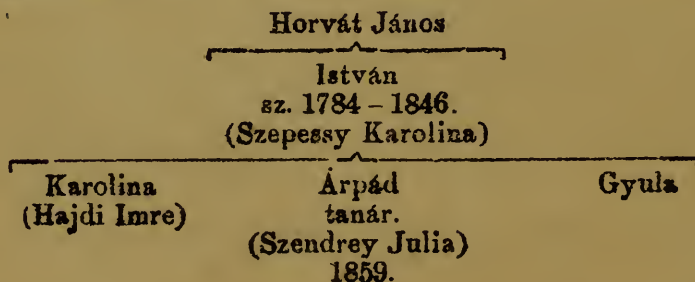 Horvát János
István
sz. 1784 – 1846.
(Szepessy Karolina)
Karolina Árpád Gyula
(Hajdi Imre) tanár.
(Szendrey Julia)
1859.